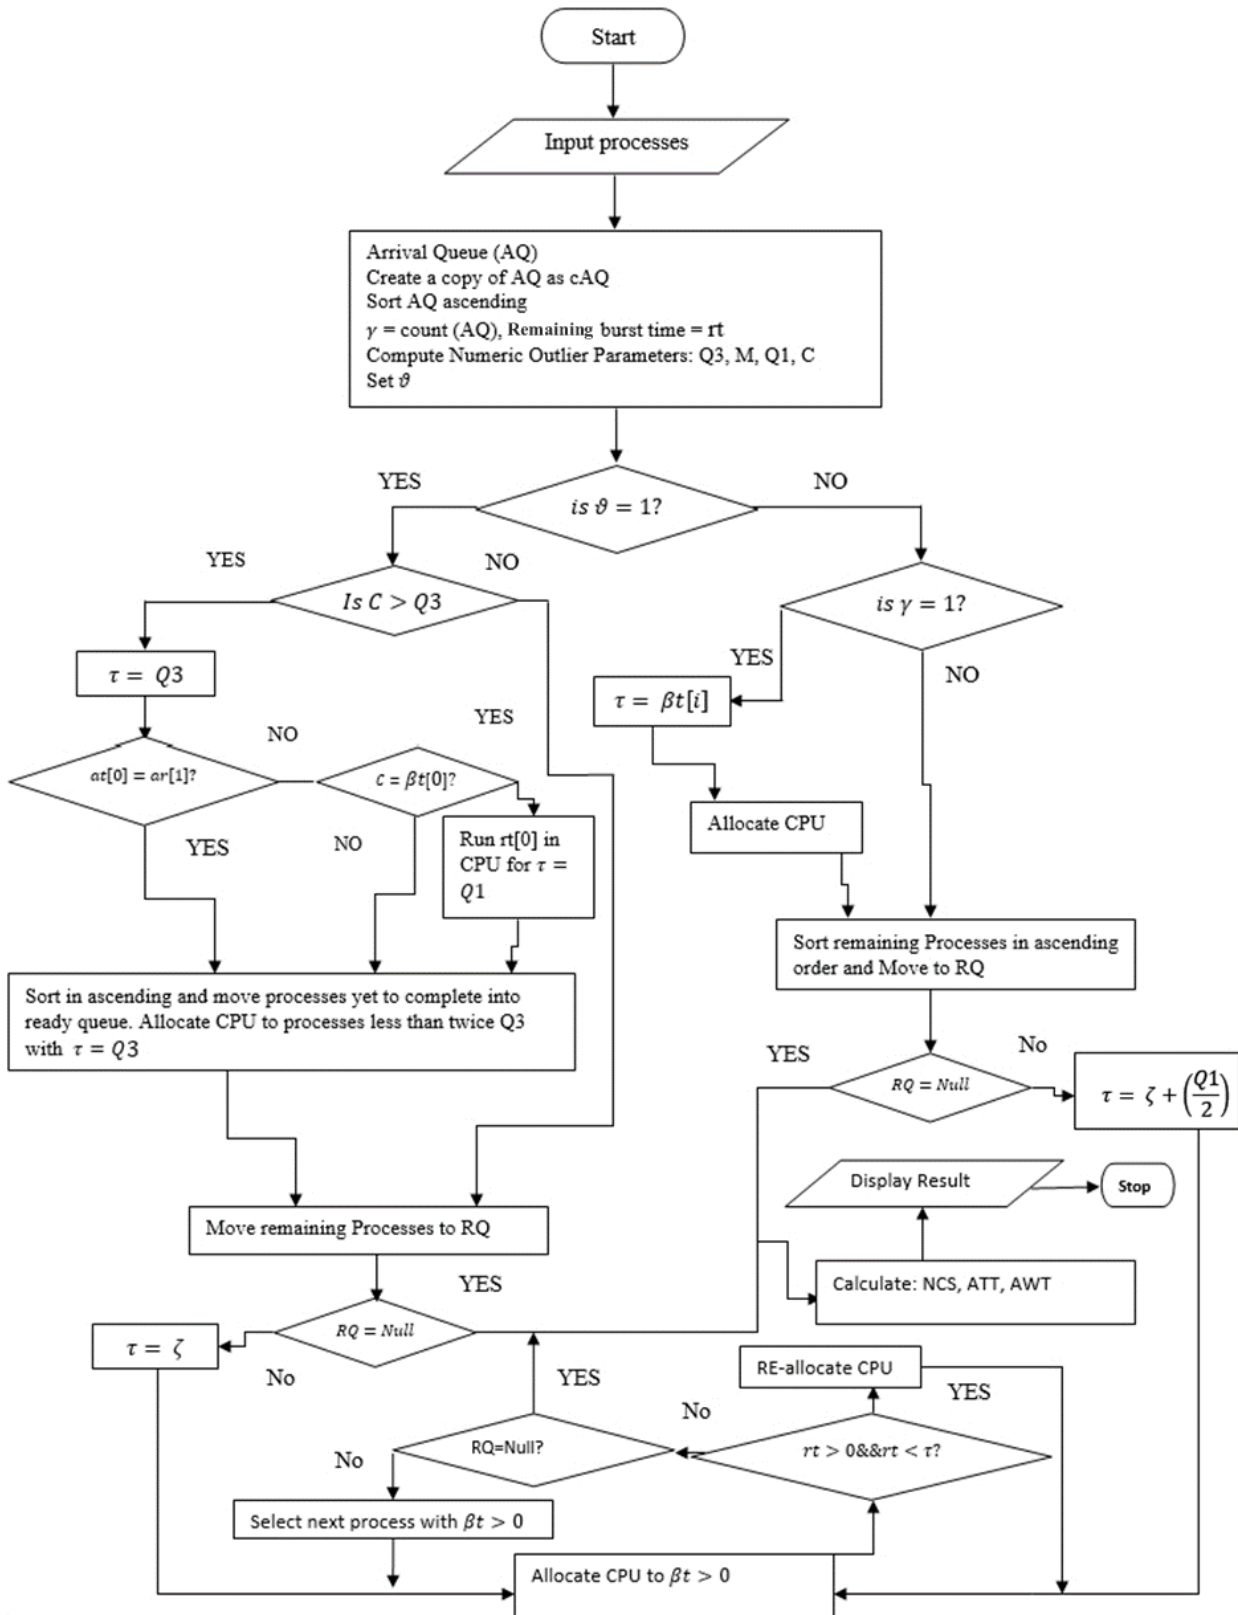 Start
Input processes
Arrival Queue (AQ)
Create a copy of AQ as cAQ
Sort AQ ascending
γ = count (AQ), Remaining burst time = rt
Compute Numeric Outlier Parameters: Q3, M, Q1, C
Set ϑ
YES
NO
is ϑ = 1?
YES
NO
Is C > Q3
is γ = 1?
τ = Q3
YES
NO
YES
τ = βt[i]
NO
at[0] = ar[1]?
C = βt[0]?
Allocate CPU
YES
NO
Run rt[0] in
CPU for τ =
Q1
Sort remaining Processes in ascending
order and Move to RQ
Sort in ascending and move processes yet to complete into
ready queue. Allocate CPU to processes less than twice Q3
with τ = Q3
YES
No
RQ = Null
τ = ζ + (Q1/2)
Display Result
Stop
Move remaining Processes to RQ
YES
Calculate: NCS, ATT, AWT
RQ = Null
τ = ζ
No
YES
RE-allocate CPU
YES
No
RQ=Null?
rt > 0&&rt < τ?
No
Select next process with βt > 0
Allocate CPU to βt > 0